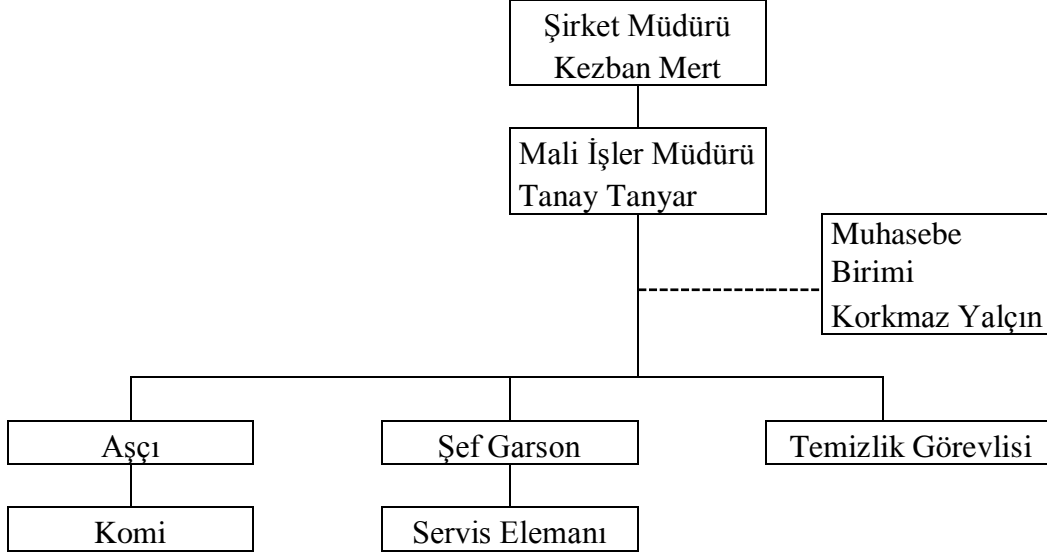 Şirket Müdürü
Kezban Mert
Mali İşler Müdürü
Tanay Tanyar
Muhasebe
Birimi
Korkmaz Yalçın
Aşçı
Şef Garson
Temizlik Görevlisi
Komi
Servis Elemanı